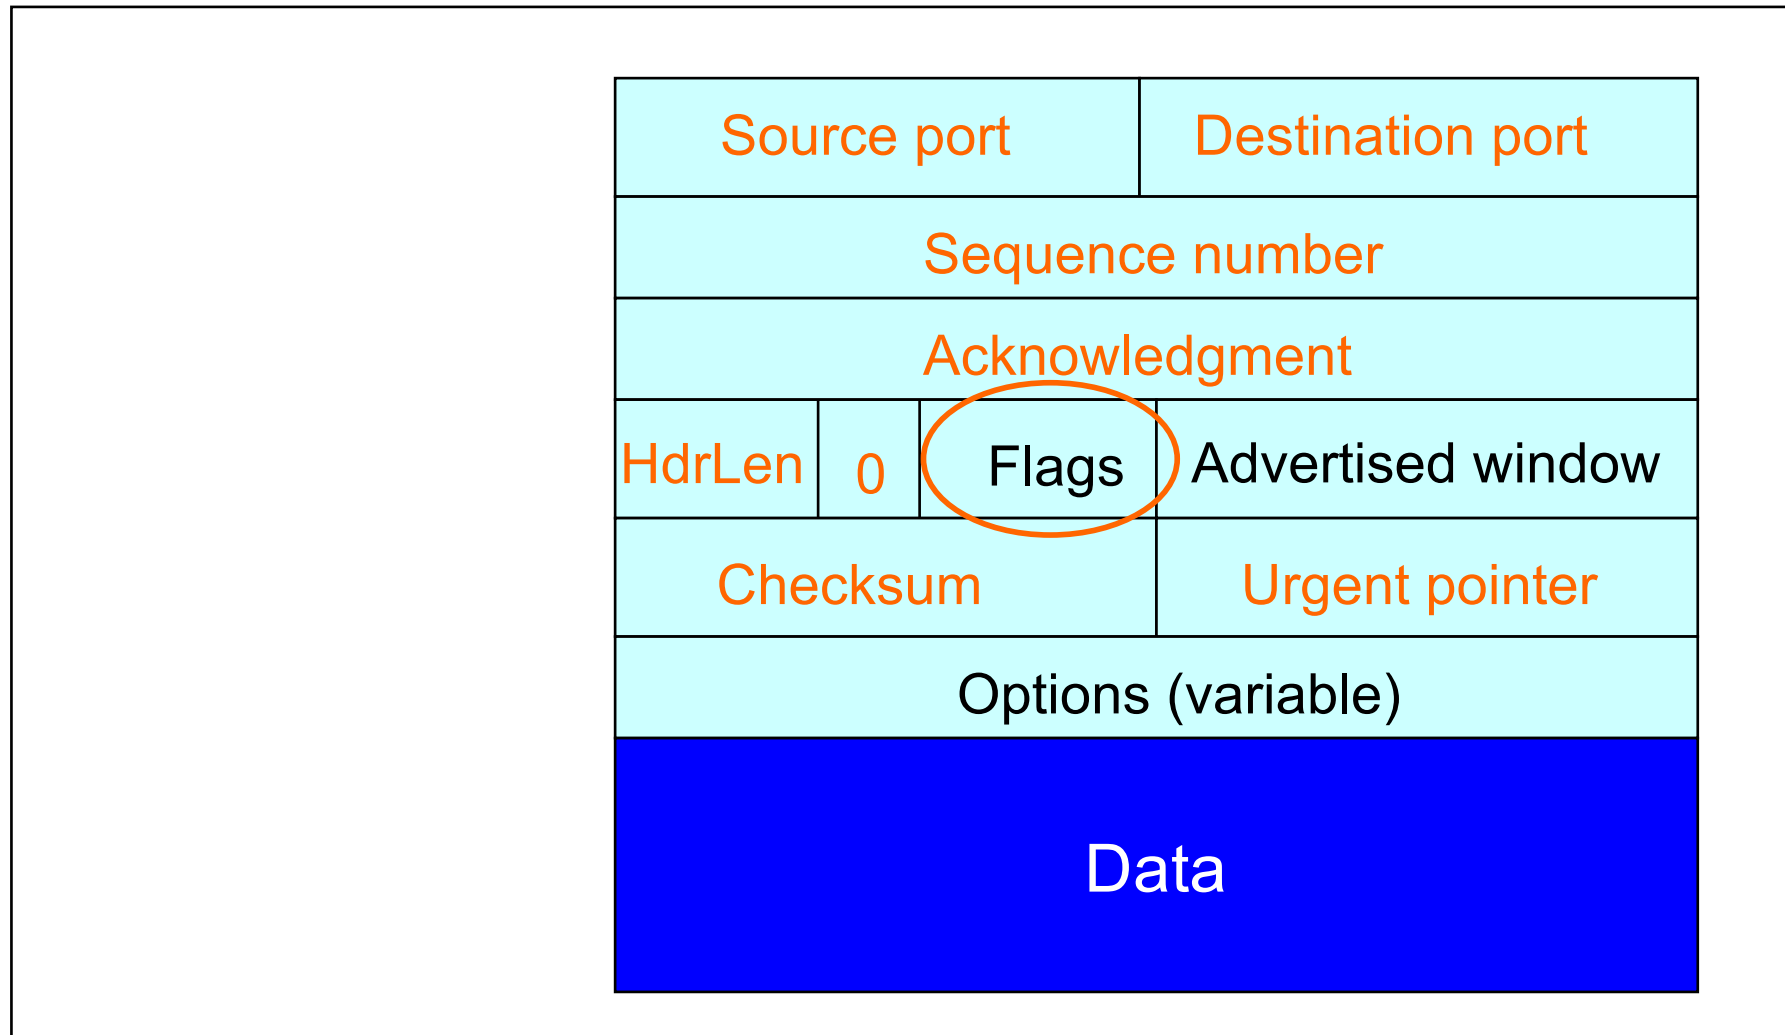 Source port Destination port
Sequence number
Acknowledgment
HdrLen 0 Flags Advertised window
Checksum Urgent pointer
Options (variable)
Data